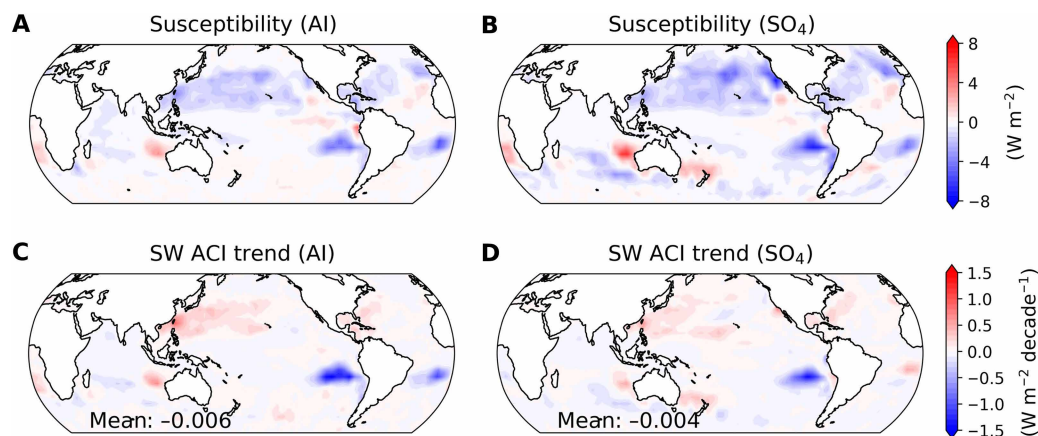 A Susceptibility (AI)
B Susceptibility (SO₄)
8
4
0
−4
−8
(W m⁻²)
C SW ACI trend (AI)
Mean: –0.006
D SW ACI trend (SO₄)
Mean: –0.004
1.5
1.0
0.5
0.0
−0.5
−1.0
−1.5
(W m⁻² decade⁻¹)